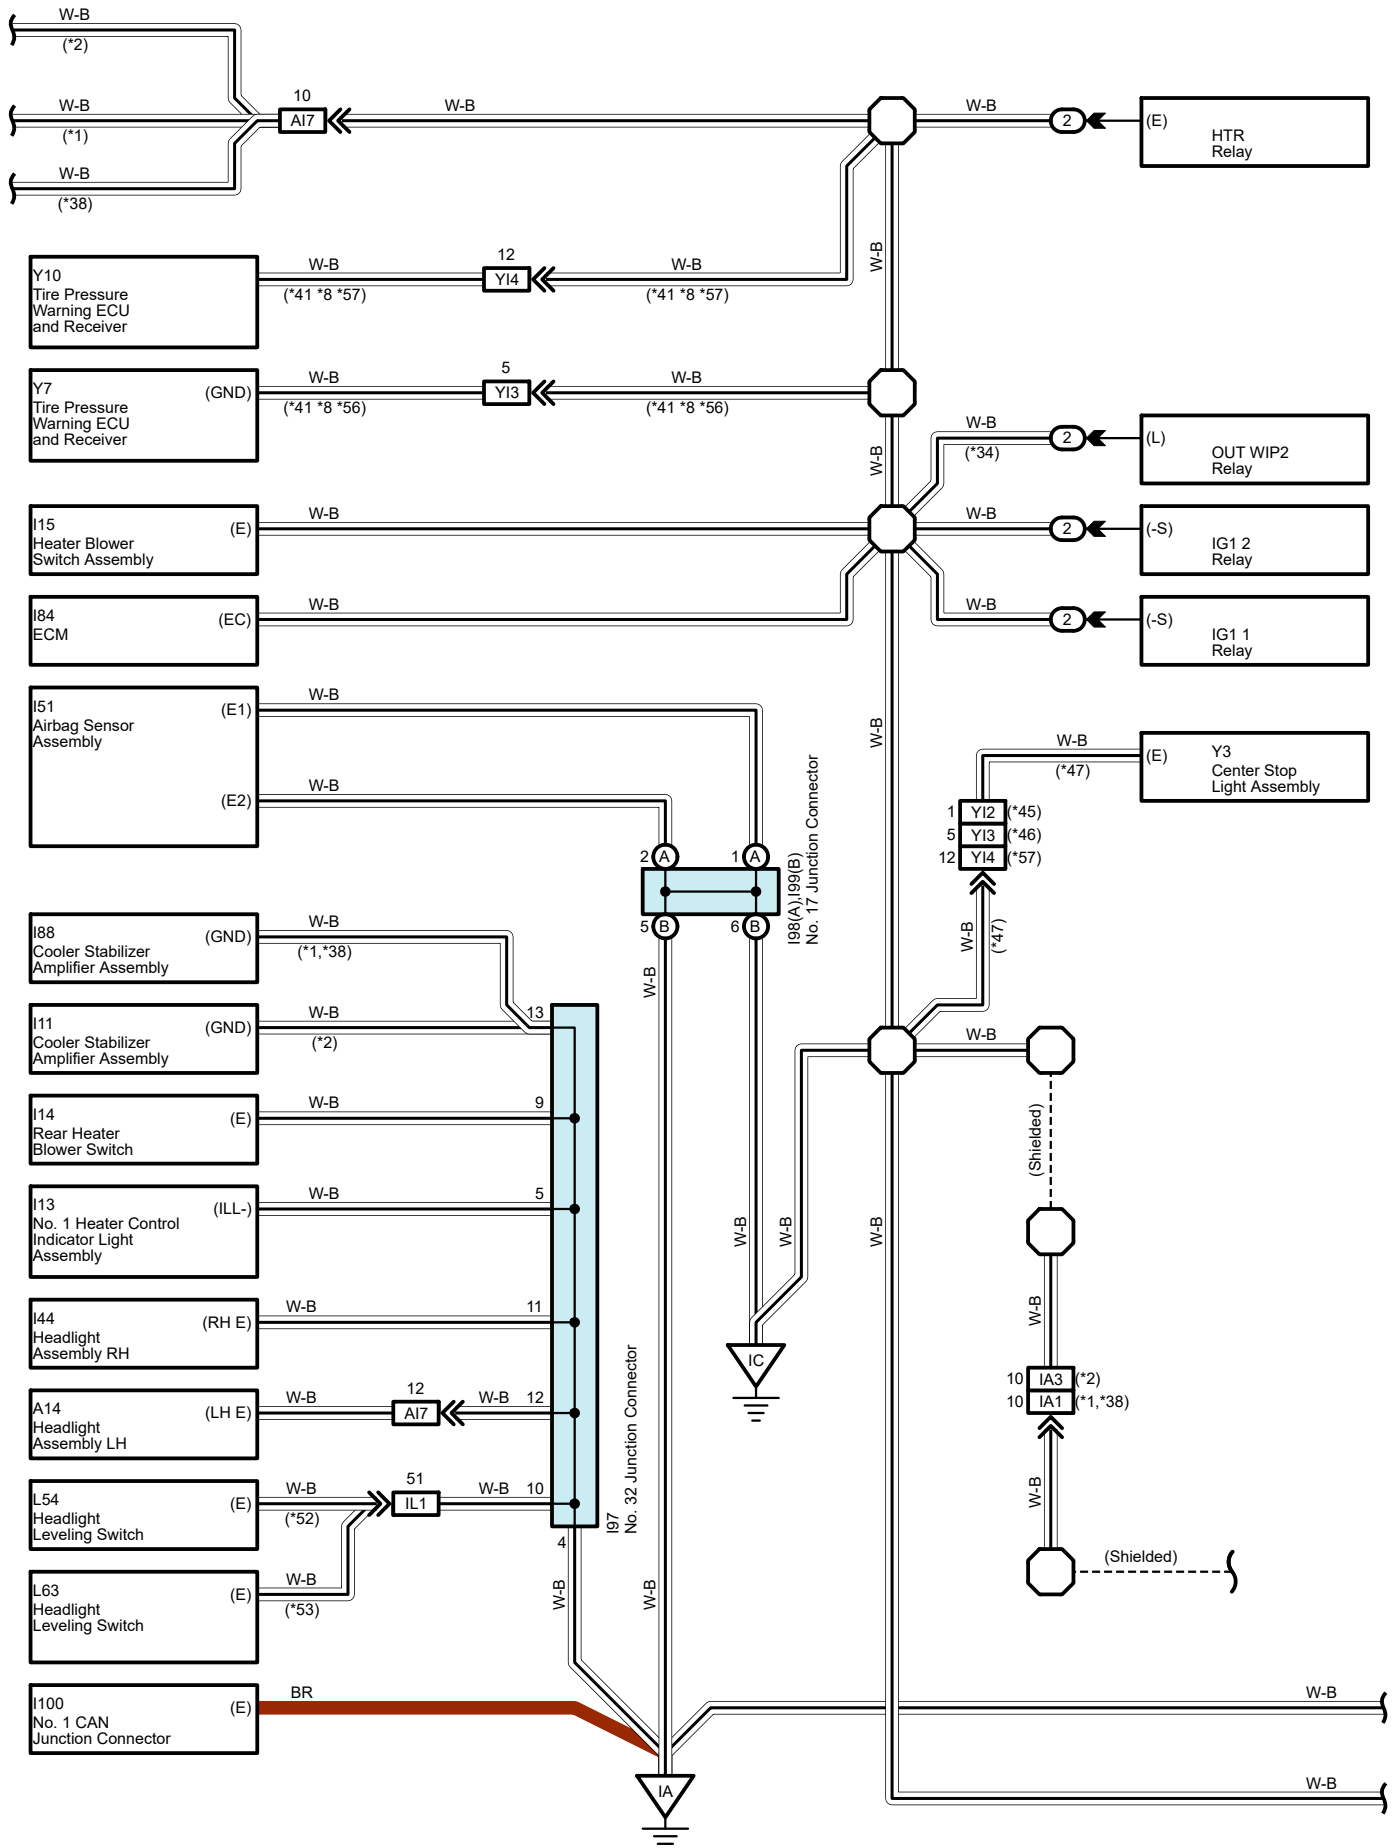 W-B
(*2)
W-B
(*1)
10
AI7
W-B
W-B
2
(E)
HTR
Relay
W-B
(*38)
Y10
Tire Pressure
Warning ECU
and Receiver
W-B
(*41 *8 *57)
12
YI4
W-B
(*41 *8 *57)
W-B
Y7
Tire Pressure
Warning ECU
and Receiver
(GND)
W-B
(*41 *8 *56)
5
YI3
W-B
(*41 *8 *56)
W-B
W-B
(*34)
2
(L)
OUT WIP2
Relay
I15
Heater Blower
Switch Assembly
(E)
W-B
W-B
2
(-S)
IG1 2
Relay
I84
ECM
(EC)
W-B
W-B
2
(-S)
IG1 1
Relay
I51
Airbag Sensor
Assembly
(E1)
W-B
(E2)
W-B
W-B
W-B
(*47)
(E)
Y3
Center Stop
Light Assembly
1 YI2 (*45)
5 YI3 (*46)
12 YI4 (*57)
2 A
1 A
5 B
6 B
I98(A),I99(B)
No. 17 Junction Connector
W-B
(*47)
I88
Cooler Stabilizer
Amplifier Assembly
(GND)
W-B
(*1,*38)
W-B
I11
Cooler Stabilizer
Amplifier Assembly
(GND)
W-B
(*2)
13
W-B
I14
Rear Heater
Blower Switch
(E)
W-B
9
(Shielded)
I13
No. 1 Heater Control
Indicator Light
Assembly
(ILL-)
W-B
5
W-B
W-B
W-B
I44
Headlight
Assembly RH
(RH E)
W-B
11
W-B
IC
A14
Headlight
Assembly LH
(LH E)
W-B
12
AI7
W-B
12
10 IA3 (*2)
10 IA1 (*1,*38)
L54
Headlight
Leveling Switch
(E)
W-B
(*52)
51
IL1
W-B
10
I97
No. 32 Junction Connector
W-B
4
(Shielded)
L63
Headlight
Leveling Switch
(E)
W-B
(*53)
W-B
W-B
I100
No. 1 CAN
Junction Connector
(E)
BR
W-B
IA
W-B